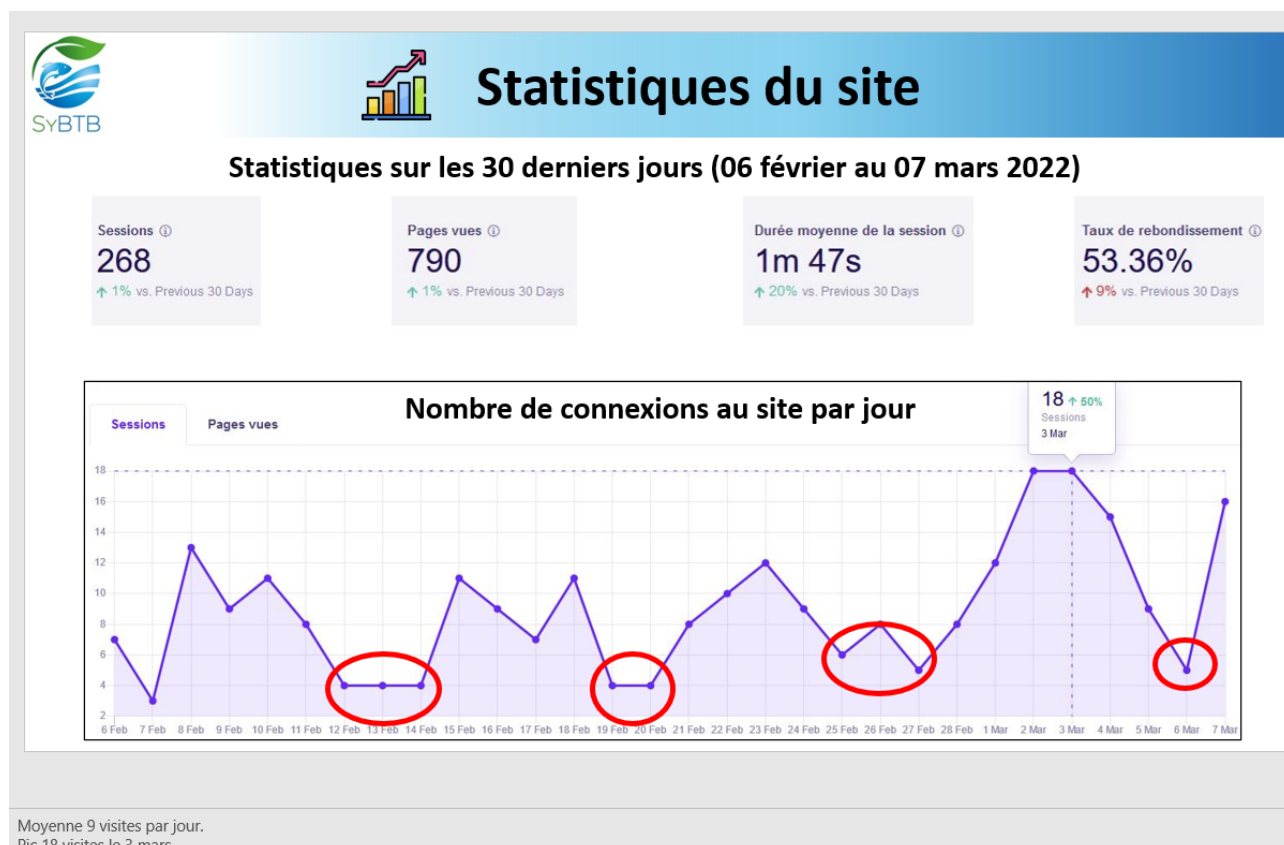 SyBTB
Statistiques du site
Statistiques sur les 30 derniers jours (06 février au 07 mars 2022)
Sessions
268
↑ 1% vs. Previous 30 Days
Pages vues
790
↑ 1% vs. Previous 30 Days
Durée moyenne de la session
1m 47s
↑ 20% vs. Previous 30 Days
Taux de rebondissement
53.36%
↑ 9% vs. Previous 30 Days
Sessions
Pages vues
Nombre de connexions au site par jour
18 ↑ 50%
Sessions
3 Mar
18
16
14
12
10
8
6
4
2
6 Feb 7 Feb 8 Feb 9 Feb 10 Feb 11 Feb 12 Feb 13 Feb 14 Feb 15 Feb 16 Feb 17 Feb 18 Feb 19 Feb 20 Feb 21 Feb 22 Feb 23 Feb 24 Feb 25 Feb 26 Feb 27 Feb 28 Feb 1 Mar 2 Mar 3 Mar 4 Mar 5 Mar 6 Mar 7 Mar
Moyenne 9 visites par jour.
Pic 18 visites le 3 mars